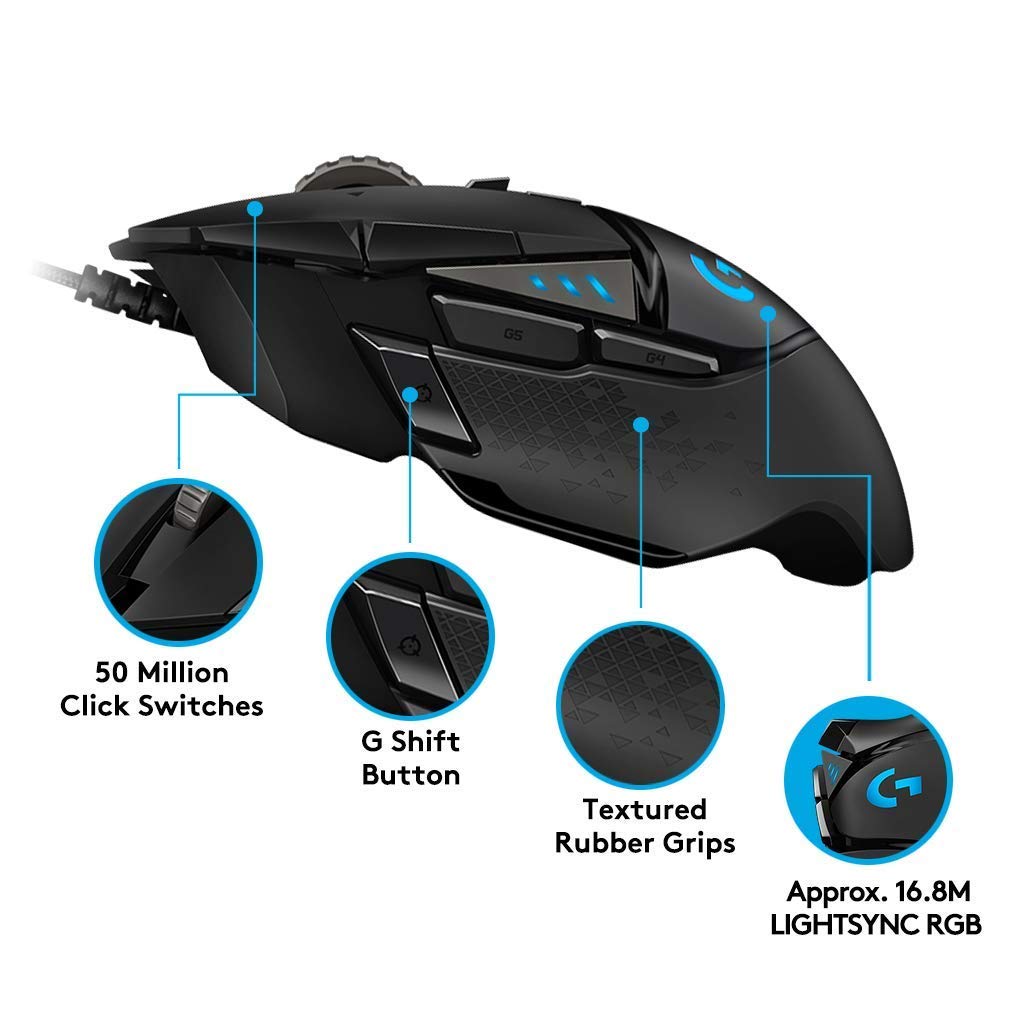 G5
G4
50 Million
Click Switches
G Shift
Button
Textured
Rubber Grips
Approx. 16.8M
LIGHTSYNC RGB